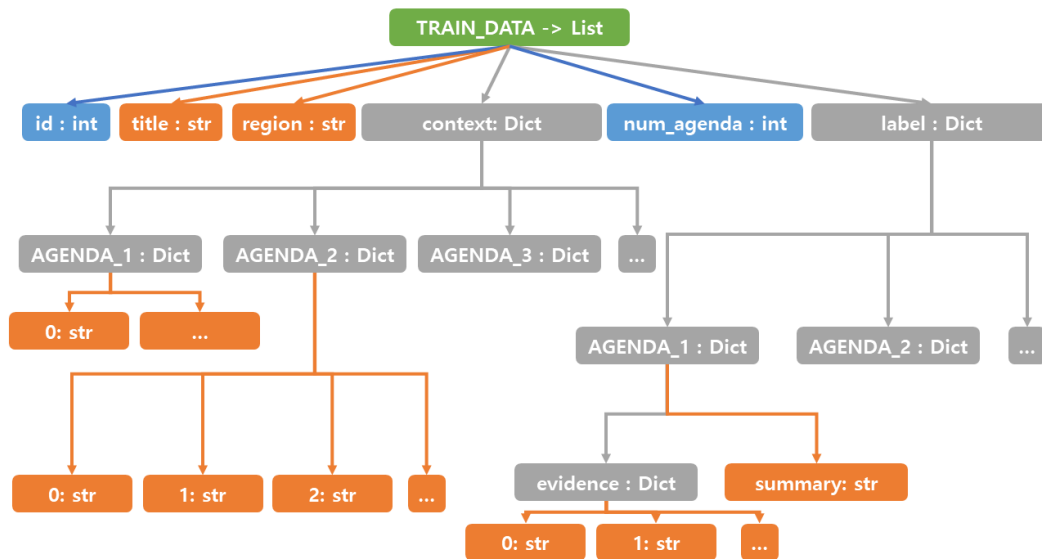 TRAIN_DATA -> List
id : int
title : str
region : str
context: Dict
num_agenda : int
label : Dict
AGENDA_1 : Dict
AGENDA_2 : Dict
AGENDA_3 : Dict
...
0: str
...
AGENDA_1 : Dict
AGENDA_2 : Dict
...
0: str
1: str
2: str
...
evidence : Dict
summary: str
0: str
1: str
...